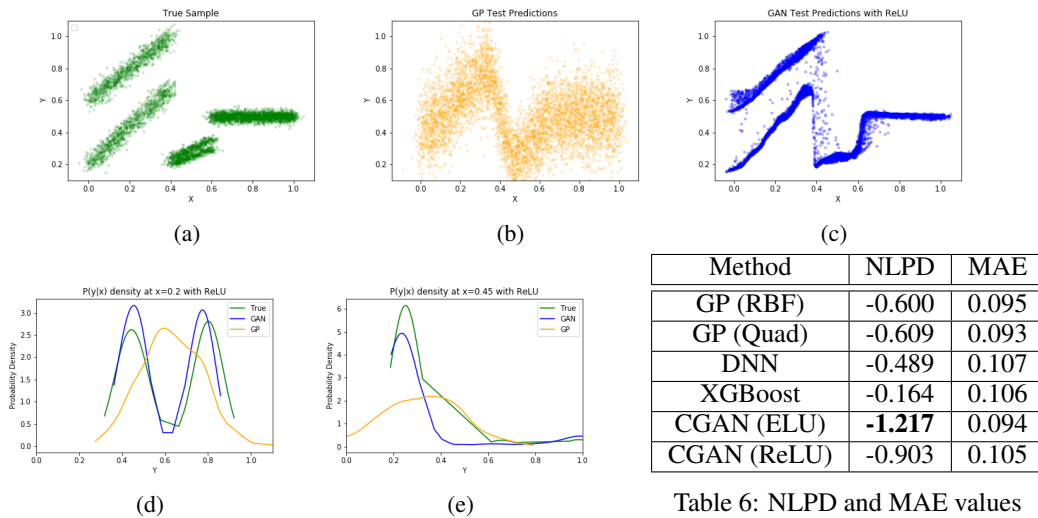 True Sample
1.0
0.8
0.6
0.4
0.2
Y
0.0 0.2 0.4 0.6 0.8 1.0
X
(a)
GP Test Predictions
1.0
0.8
0.6
0.4
0.2
Y
0.0 0.2 0.4 0.6 0.8 1.0
X
(b)
GAN Test Predictions with ReLU
1.0
0.8
0.6
0.4
0.2
Y
0.0 0.2 0.4 0.6 0.8 1.0
X
(c)
P(y|x) density at x=0.2 with ReLU
True
GAN
GP
3.0
2.5
2.0
1.5
1.0
0.5
0.0
Probability Density
0.0 0.2 0.4 0.6 0.8 1.0
Y
(d)
P(y|x) density at x=0.45 with ReLU
True
GAN
GP
6
5
4
3
2
1
0
Probability Density
0.0 0.2 0.4 0.6 0.8 1.0
Y
(e)
Method NLPD MAE
GP (RBF) -0.600 0.095
GP (Quad) -0.609 0.093
DNN -0.489 0.107
XGBoost -0.164 0.106
CGAN (ELU) -1.217 0.094
CGAN (ReLU) -0.903 0.105
Table 6: NLPD and MAE values